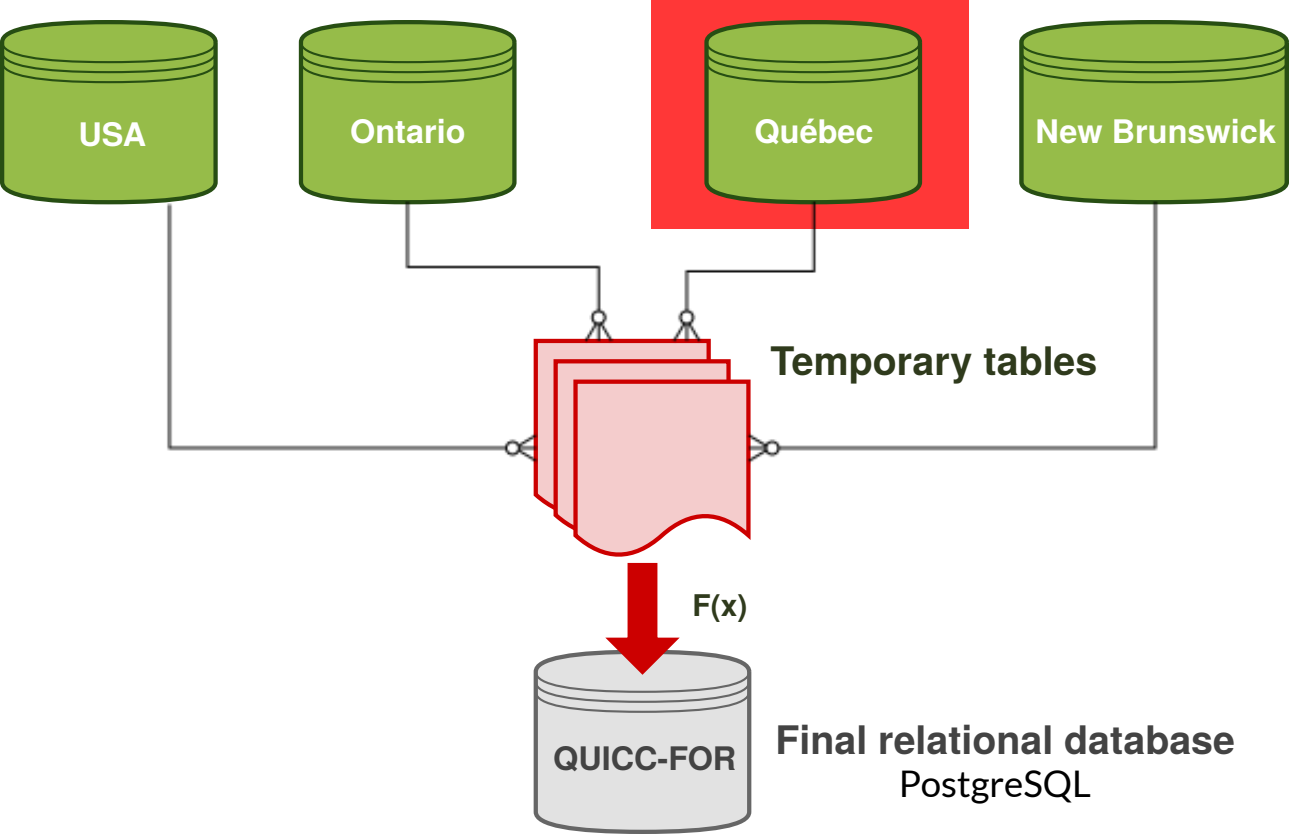 USA
Ontario
Québec
New Brunswick
Temporary tables
F(x)
QUICC-FOR
Final relational database
PostgreSQL